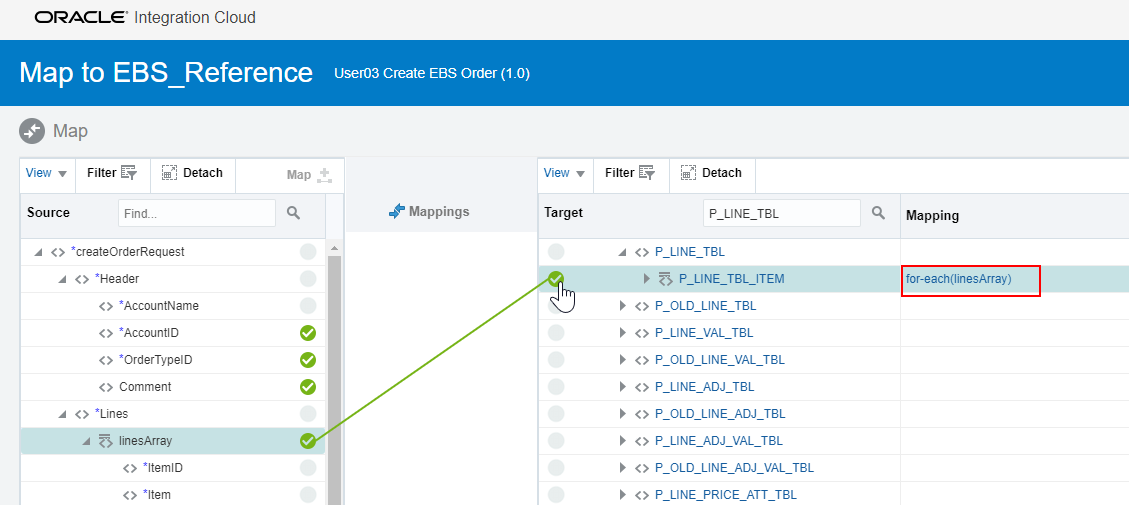 ORACLE® Integration Cloud
Map to EBS_Reference User03 Create EBS Order (1.0)
Map
View Filter Detach Map
Source Find...
*createOrderRequest
*Header
*AccountName
*AccountID
*OrderTypeID
Comment
*Lines
linesArray
*ItemID
*Item
Mappings
View Filter Detach
Target P_LINE_TBL Mapping
P_LINE_TBL
P_LINE_TBL_ITEM for-each(linesArray)
P_OLD_LINE_TBL
P_LINE_VAL_TBL
P_OLD_LINE_VAL_TBL
P_LINE_ADJ_TBL
P_OLD_LINE_ADJ_TBL
P_LINE_ADJ_VAL_TBL
P_OLD_LINE_ADJ_VAL_TBL
P_LINE_PRICE_ATT_TBL